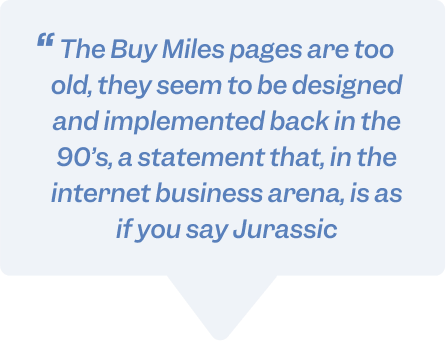 “ The Buy Miles pages are too
old, they seem to be designed
and implemented back in the
90’s, a statement that, in the
internet business arena, is as
if you say Jurassic